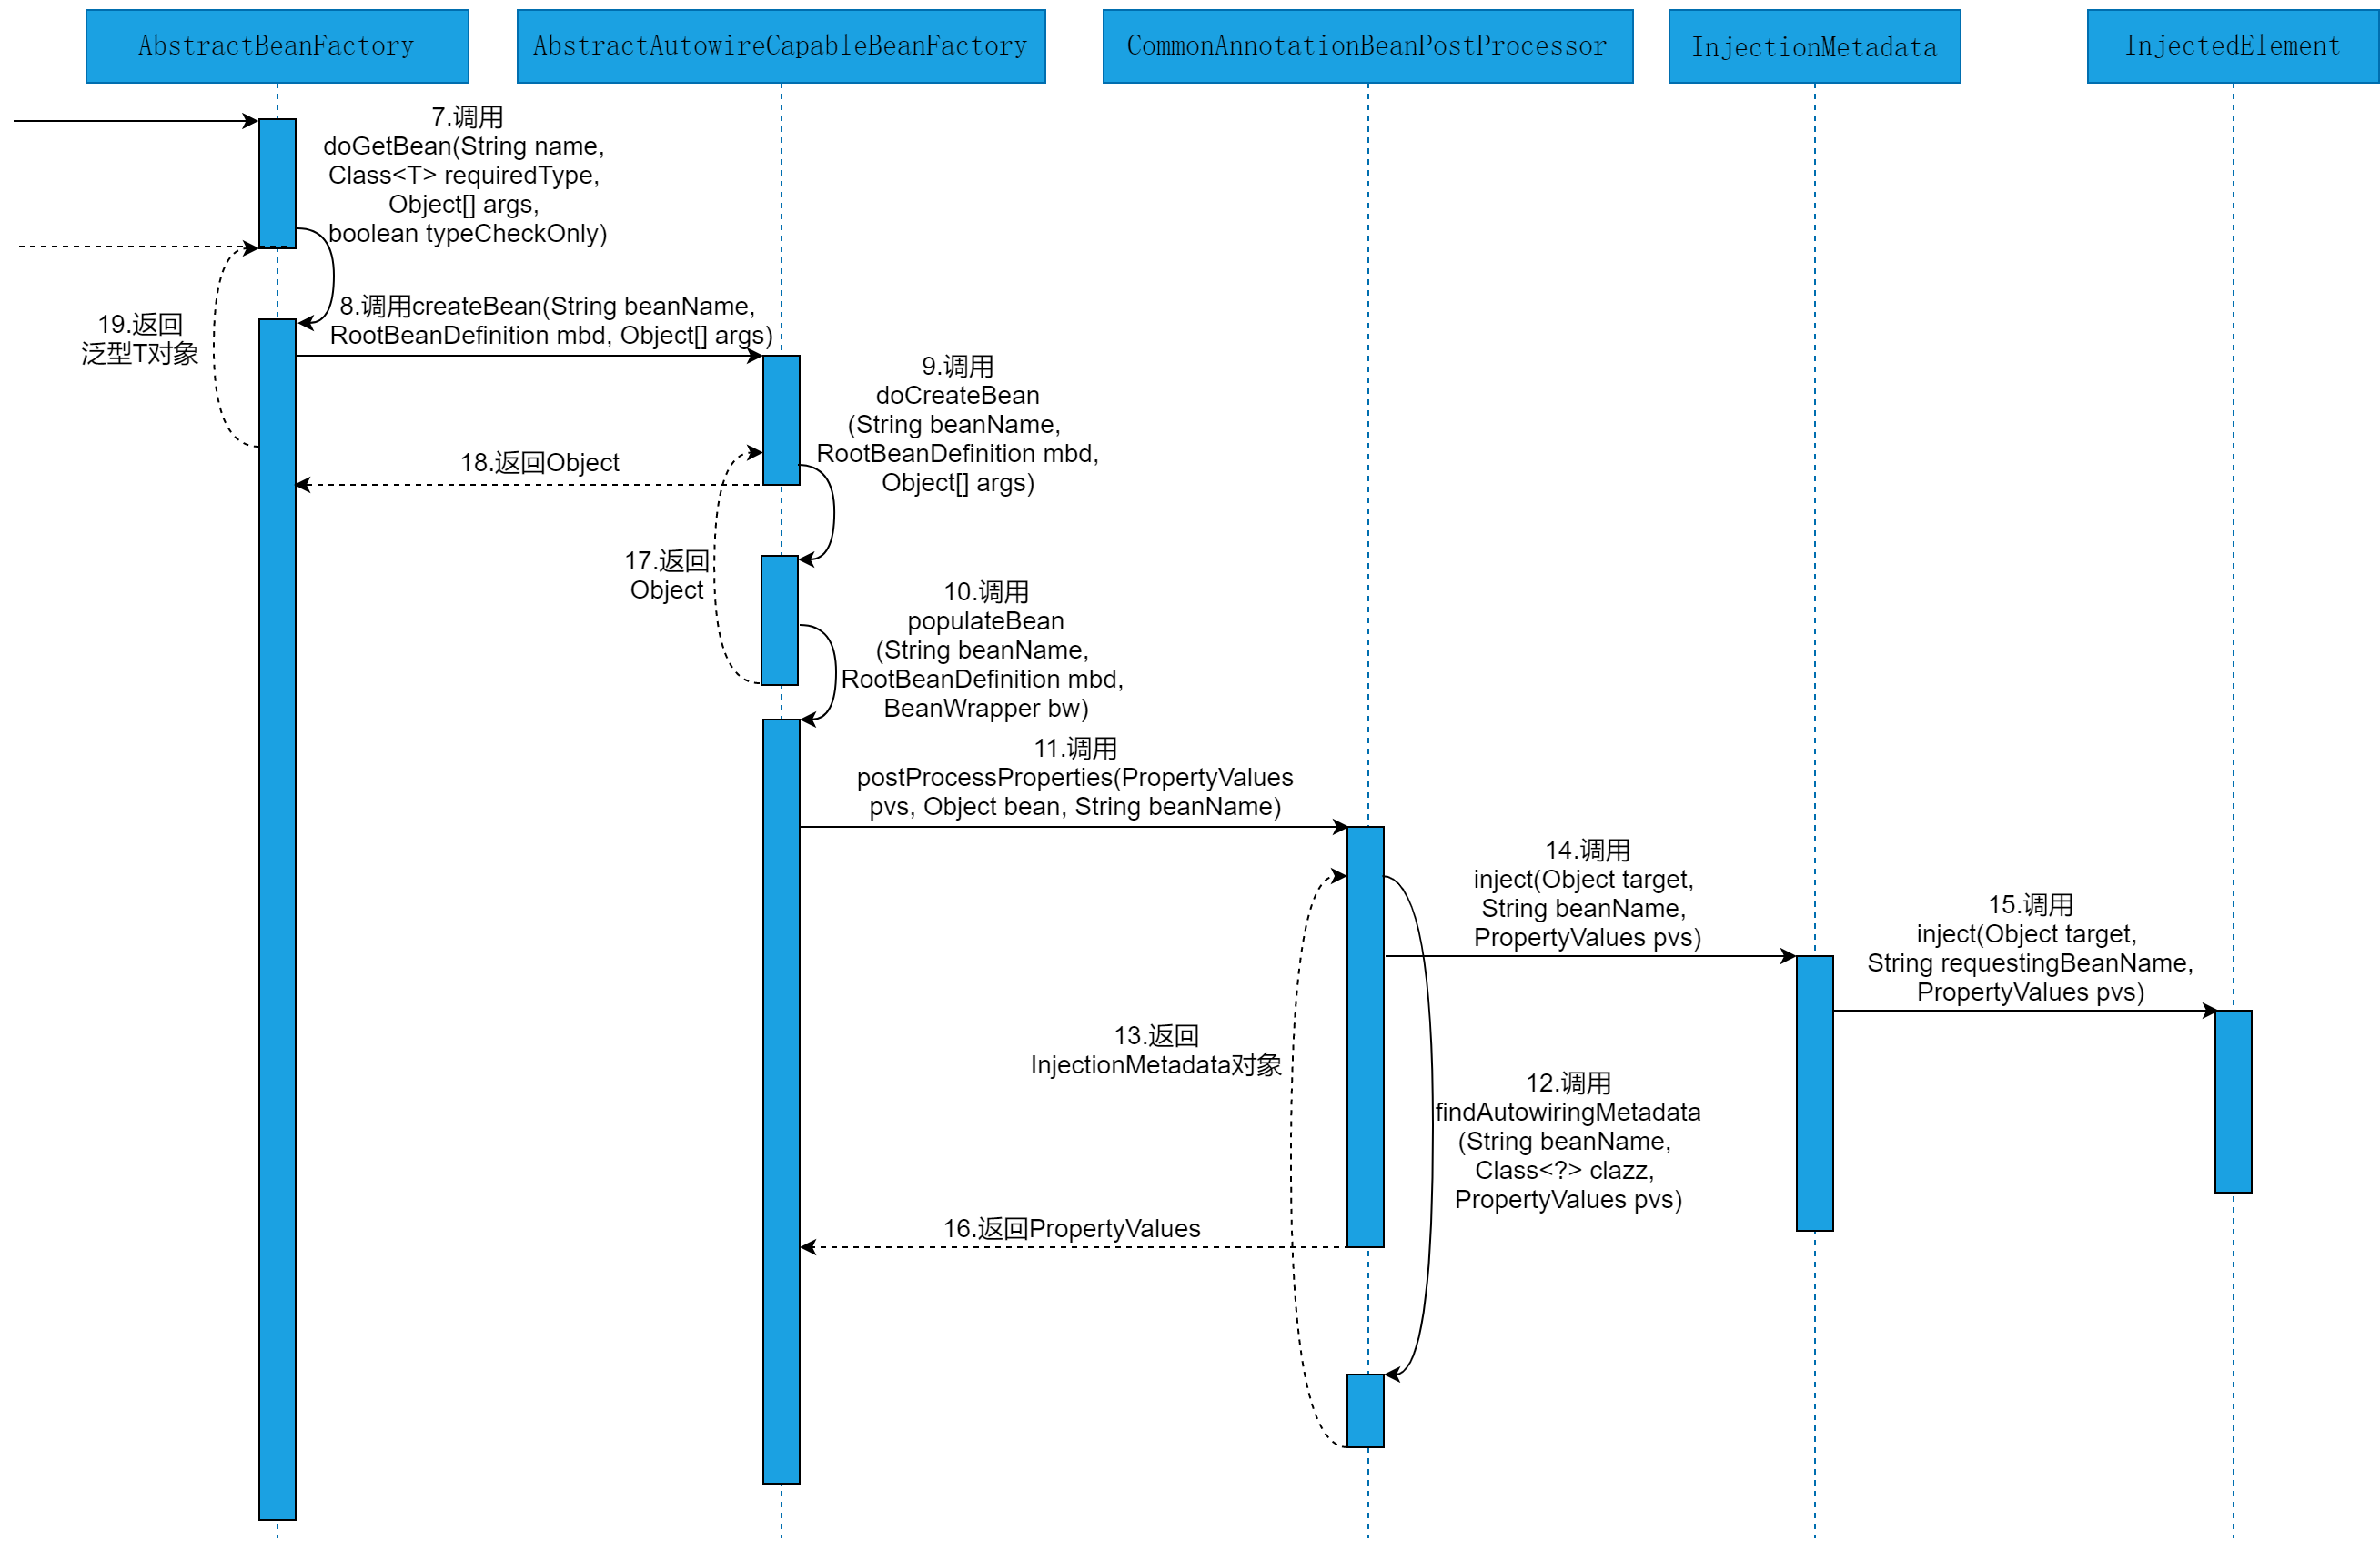 AbstractBeanFactory
AbstractAutowireCapableBeanFactory
CommonAnnotationBeanPostProcessor
InjectionMetadata
InjectedElement
7.调用
doGetBean(String name,
Class<T> requiredType,
Object[] args,
boolean typeCheckOnly)
8.调用createBean(String beanName,
RootBeanDefinition mbd, Object[] args)
19.返回
泛型T对象
9.调用
doCreateBean
(String beanName,
RootBeanDefinition mbd,
Object[] args)
18.返回Object
17.返回
Object
10.调用
populateBean
(String beanName,
RootBeanDefinition mbd,
BeanWrapper bw)
11.调用
postProcessProperties(PropertyValues
pvs, Object bean, String beanName)
14.调用
inject(Object target,
String beanName,
PropertyValues pvs)
15.调用
inject(Object target,
String requestingBeanName,
PropertyValues pvs)
13.返回
InjectionMetadata对象
12.调用
findAutowiringMetadata
(String beanName,
Class<?> clazz,
PropertyValues pvs)
16.返回PropertyValues